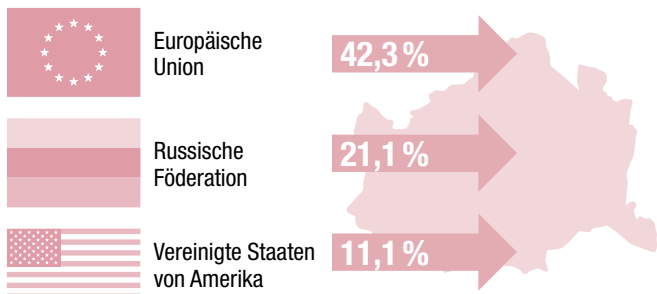 Europäische
Union
42,3 %
Russische
Föderation
21,1 %
Vereinigte Staaten
von Amerika
11,1 %